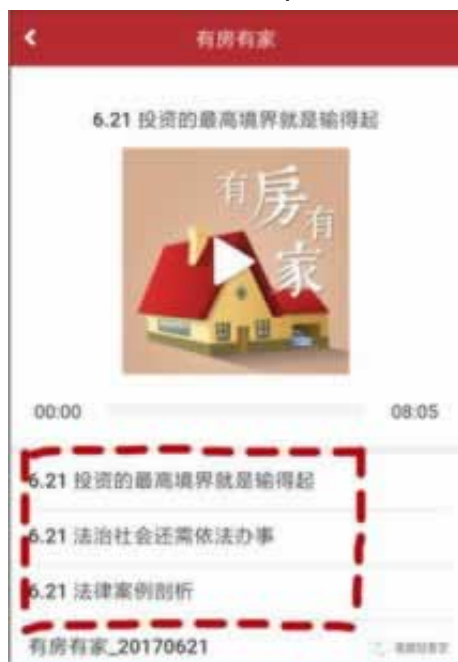 有房有家
6.21 投资的最高境界就是输得起
有房有家
00:00
08:05
6.21 投资的最高境界就是输得起
6.21 法治社会还需依法办事
6.21 法律案例剖析
有房有家_20170621